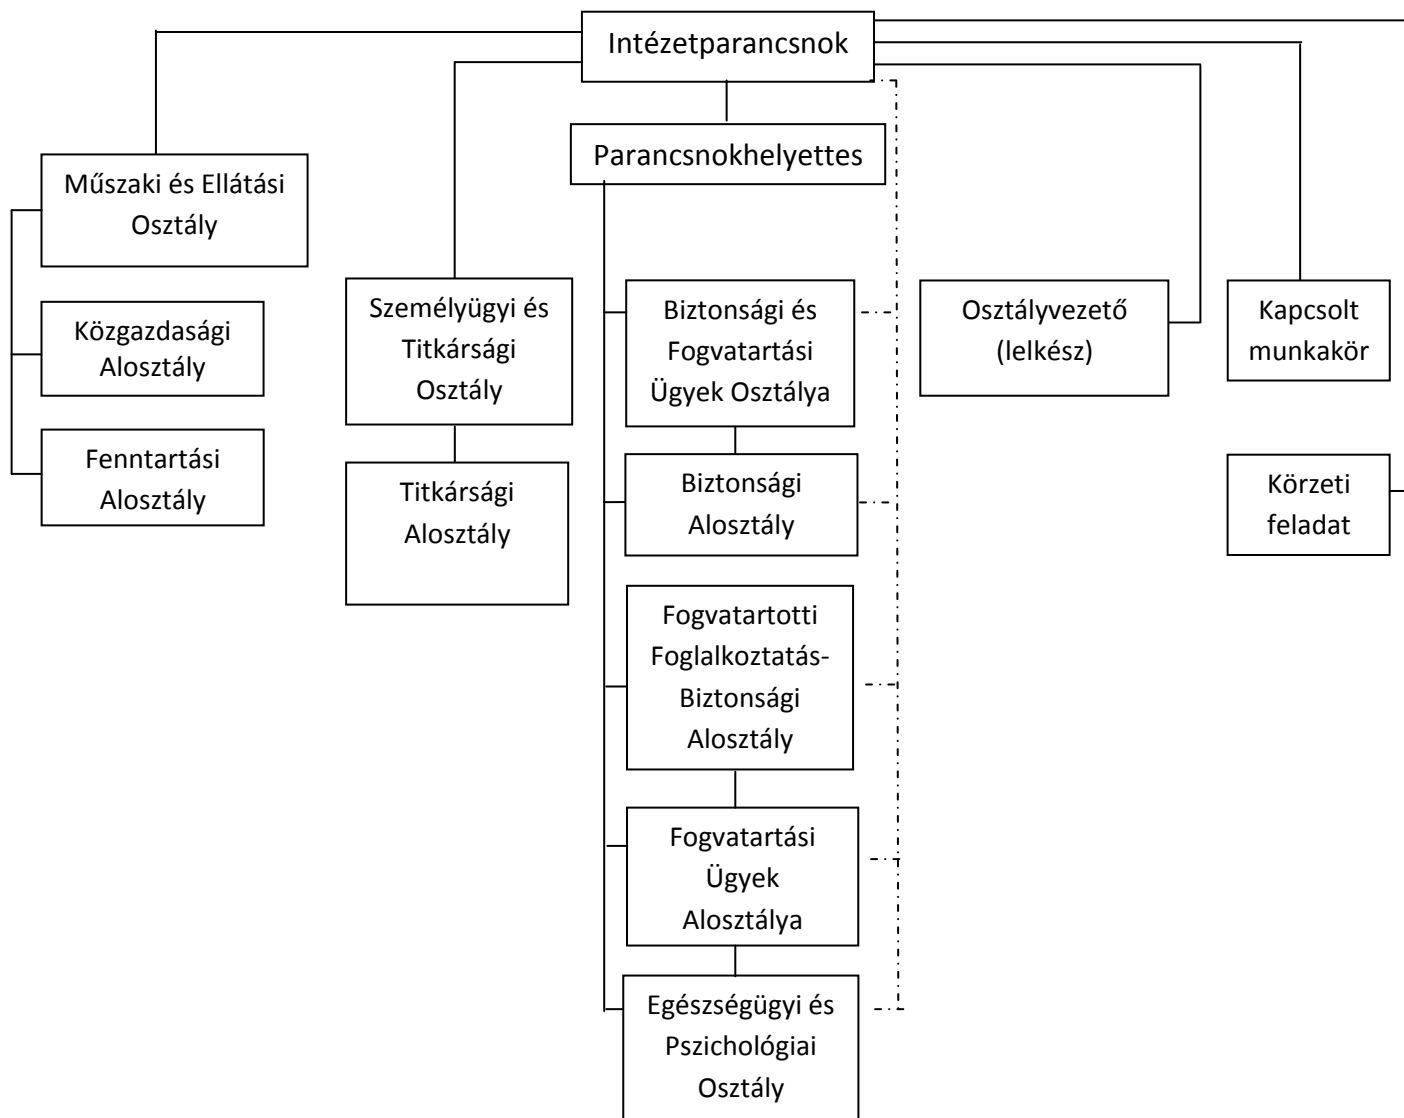 Intézetparancsnok
Parancsnokhelyettes
Műszaki és Ellátási
Osztály
Közgazdasági
Alosztály
Fenntartási
Alosztály
Személyügyi és
Titkársági
Osztály
Titkársági
Alosztály
Biztonsági és
Fogvatartási
Ügyek Osztálya
Biztonsági
Alosztály
Fogvatartotti
Foglalkoztatás-
Biztonsági
Alosztály
Fogvatartási
Ügyek
Alosztálya
Egészségügyi és
Pszichológiai
Osztály
Osztályvezető
(lelkész)
Kapcsolt
munkakör
Körzeti
feladat